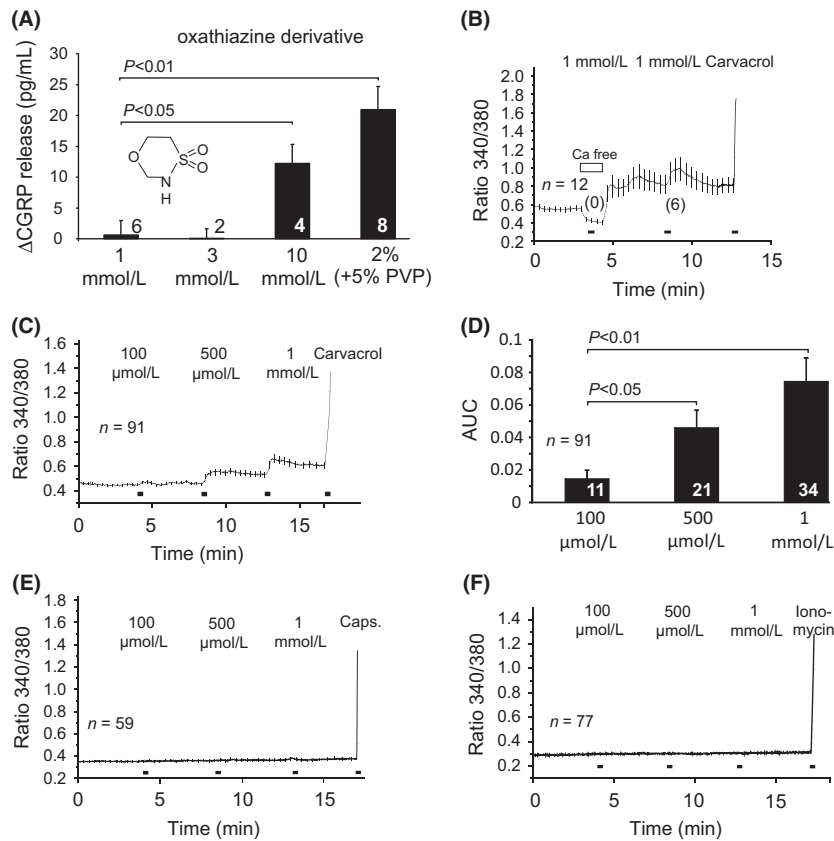 (A)
oxathiazine derivative
ΔCGRP release (pg/mL)
30
25
20
15
10
5
0
P<0.01
P<0.05
O
S
O
O
N
H
6
2
4
8
1
mmol/L
3
mmol/L
10
mmol/L
2%
(+5% PVP)
(B)
1 mmol/L 1 mmol/L Carvacrol
Ratio 340/380
2.0
1.8
1.6
1.4
1.2
1.0
0.8
0.6
0.4
0.2
Ca free
n = 12
(0)
(6)
0 5 10 15
Time (min)
(C)
Ratio 340/380
1.6
1.4
1.2
1.0
0.8
0.6
0.4
100
µmol/L
500
µmol/L
1
mmol/L
Carvacrol
n = 91
0 5 10 15
Time (min)
(D)
AUC
0.1
0.08
0.06
0.04
0.02
0
P<0.01
P<0.05
n = 91
11
21
34
100
µmol/L
500
µmol/L
1
mmol/L
(E)
Ratio 340/380
1.8
1.6
1.4
1.2
1.0
0.8
0.6
0.4
0.2
100
µmol/L
500
µmol/L
1
mmol/L
Caps.
n = 59
0 5 10 15
Time (min)
(F)
Ratio 340/380
1.4
1.2
1.0
0.8
0.6
0.4
0.2
100
µmol/L
500
µmol/L
1
mmol/L
Iono-
mycin
n = 77
0 5 10 15
Time (min)